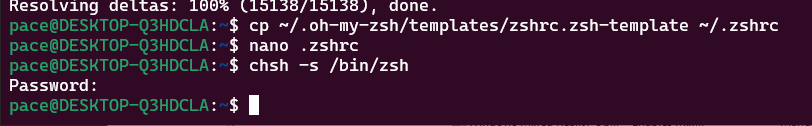 Resolving deltas: 100% (15138/15138), done.
pace@DESKTOP-Q3HDCLA:~$ cp ~/.oh-my-zsh/templates/zshrc.zsh-template ~/.zshrc
pace@DESKTOP-Q3HDCLA:~$ nano .zshrc
pace@DESKTOP-Q3HDCLA:~$ chsh -s /bin/zsh
Password:
pace@DESKTOP-Q3HDCLA:~$